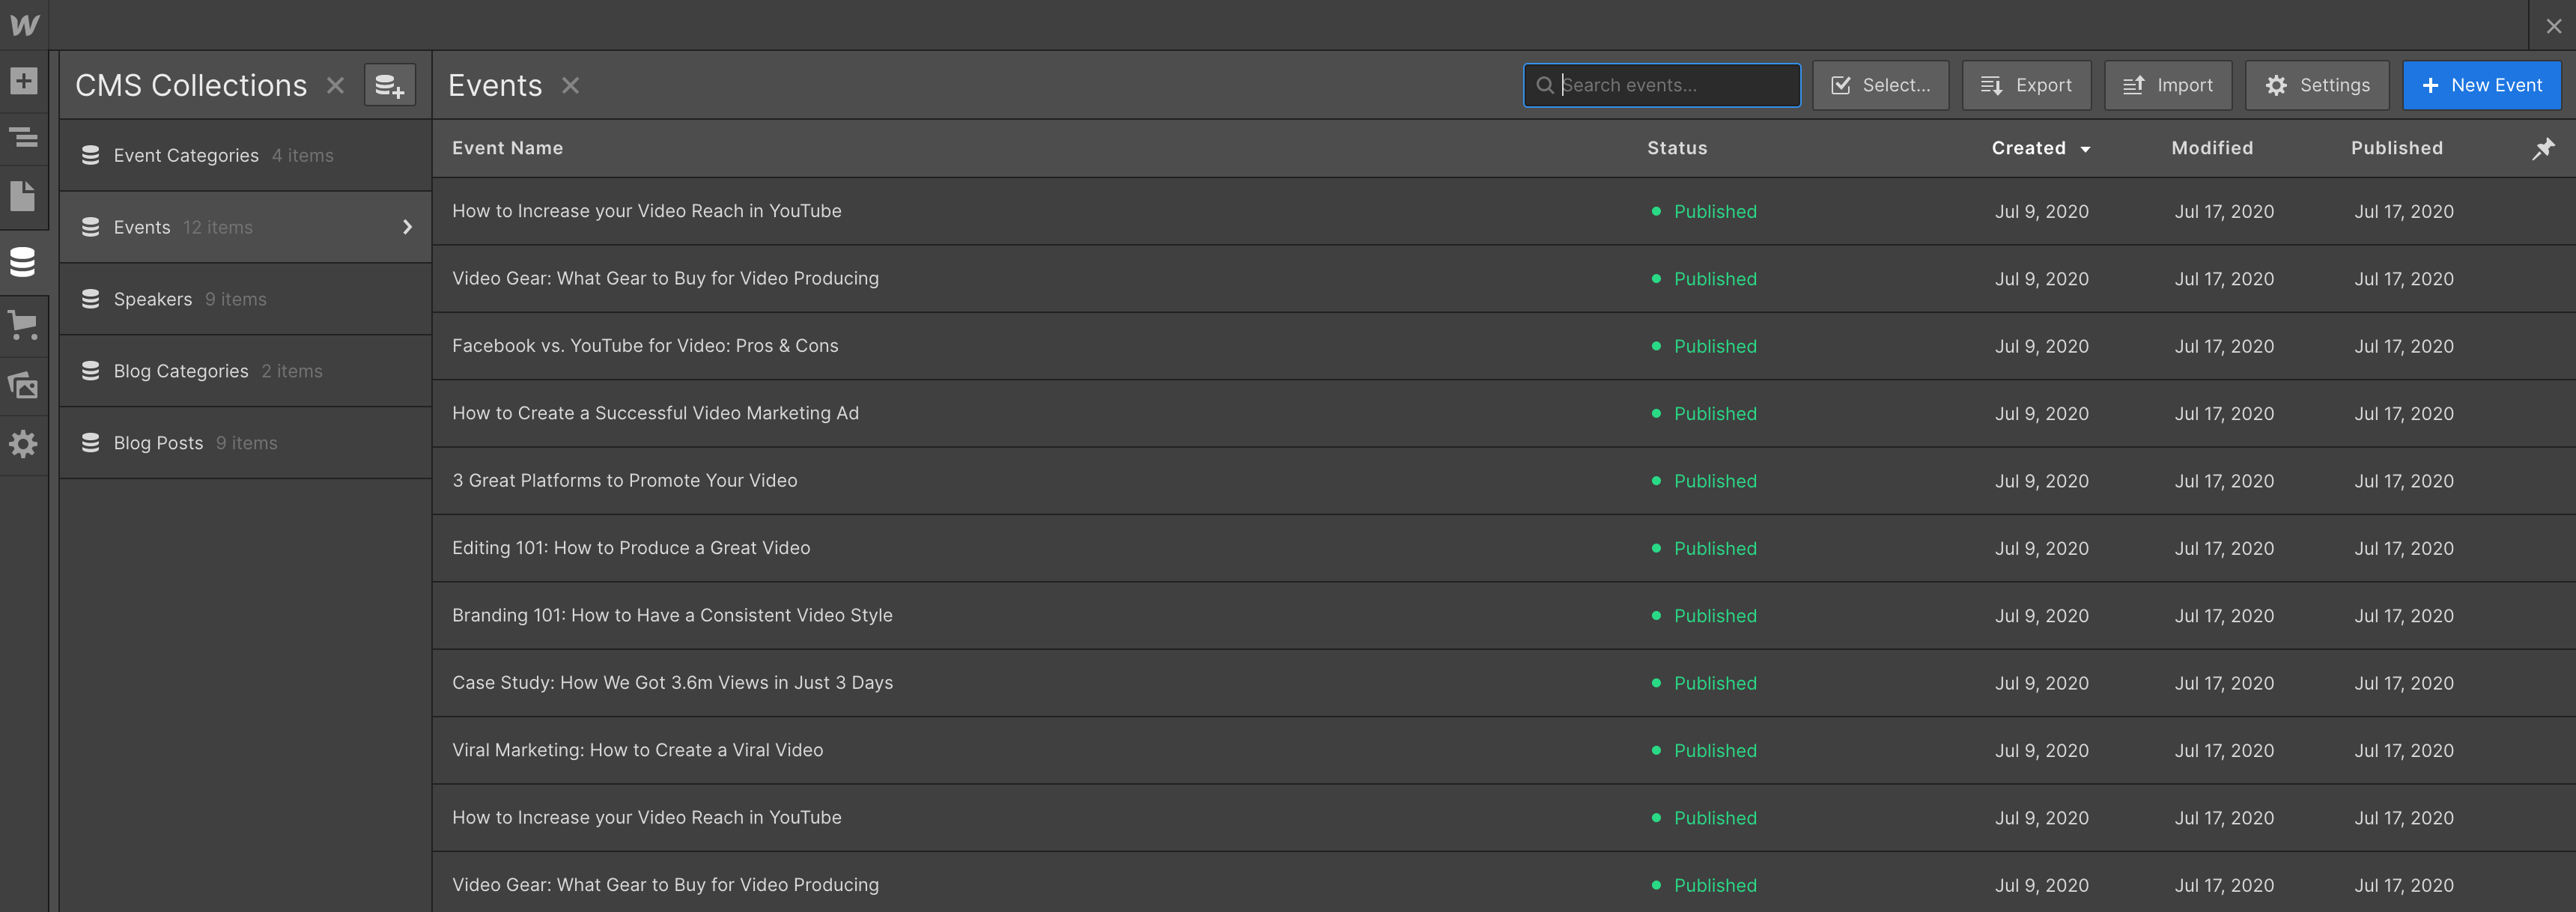 CMS Collections
Event Categories 4 items
Events 12 items
Speakers 9 items
Blog Categories 2 items
Blog Posts 9 items
Events
Search events...
Select...
Export
Import
Settings
New Event
Event Name Status Created Modified Published
How to Increase your Video Reach in YouTube Published Jul 9, 2020 Jul 17, 2020 Jul 17, 2020
Video Gear: What Gear to Buy for Video Producing Published Jul 9, 2020 Jul 17, 2020 Jul 17, 2020
Facebook vs. YouTube for Video: Pros & Cons Published Jul 9, 2020 Jul 17, 2020 Jul 17, 2020
How to Create a Successful Video Marketing Ad Published Jul 9, 2020 Jul 17, 2020 Jul 17, 2020
3 Great Platforms to Promote Your Video Published Jul 9, 2020 Jul 17, 2020 Jul 17, 2020
Editing 101: How to Produce a Great Video Published Jul 9, 2020 Jul 17, 2020 Jul 17, 2020
Branding 101: How to Have a Consistent Video Style Published Jul 9, 2020 Jul 17, 2020 Jul 17, 2020
Case Study: How We Got 3.6m Views in Just 3 Days Published Jul 9, 2020 Jul 17, 2020 Jul 17, 2020
Viral Marketing: How to Create a Viral Video Published Jul 9, 2020 Jul 17, 2020 Jul 17, 2020
How to Increase your Video Reach in YouTube Published Jul 9, 2020 Jul 17, 2020 Jul 17, 2020
Video Gear: What Gear to Buy for Video Producing Published Jul 9, 2020 Jul 17, 2020 Jul 17, 2020